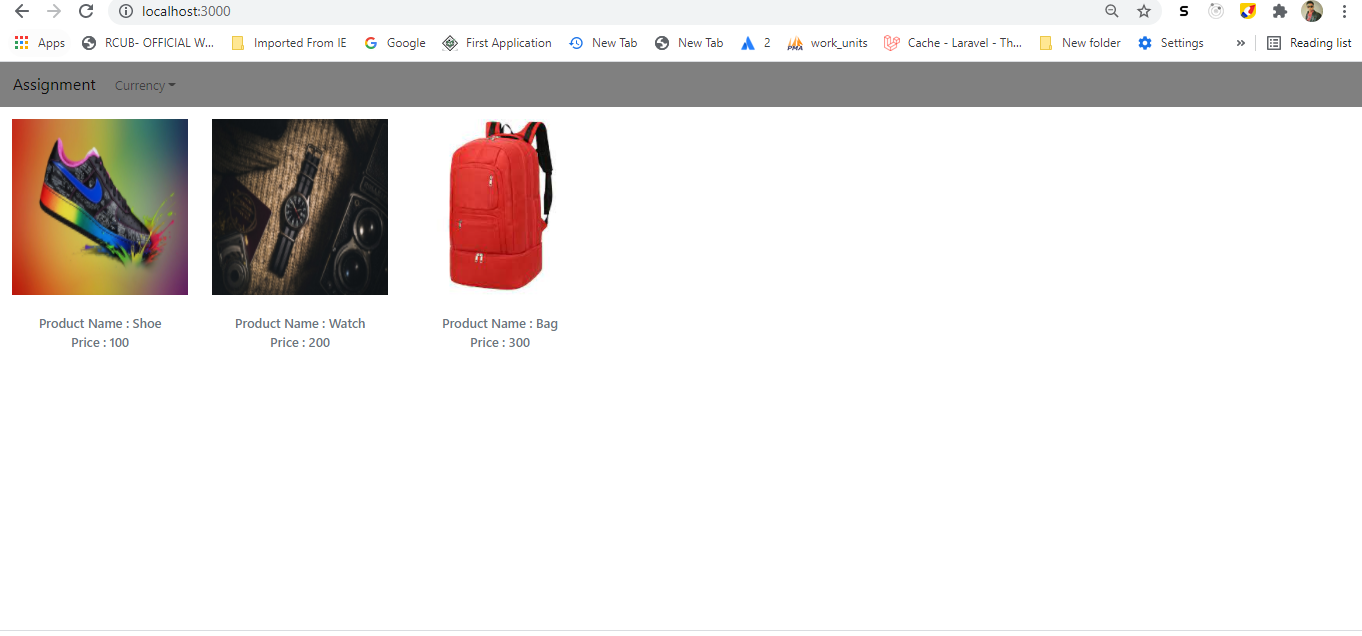 localhost:3000
Apps RCUB- OFFICIAL W... Imported From IE Google First Application New Tab New Tab 2 work_units Cache - Laravel - Th... New folder Settings » Reading list
Assignment Currency
Product Name : Shoe
Price : 100
Product Name : Watch
Price : 200
Product Name : Bag
Price : 300